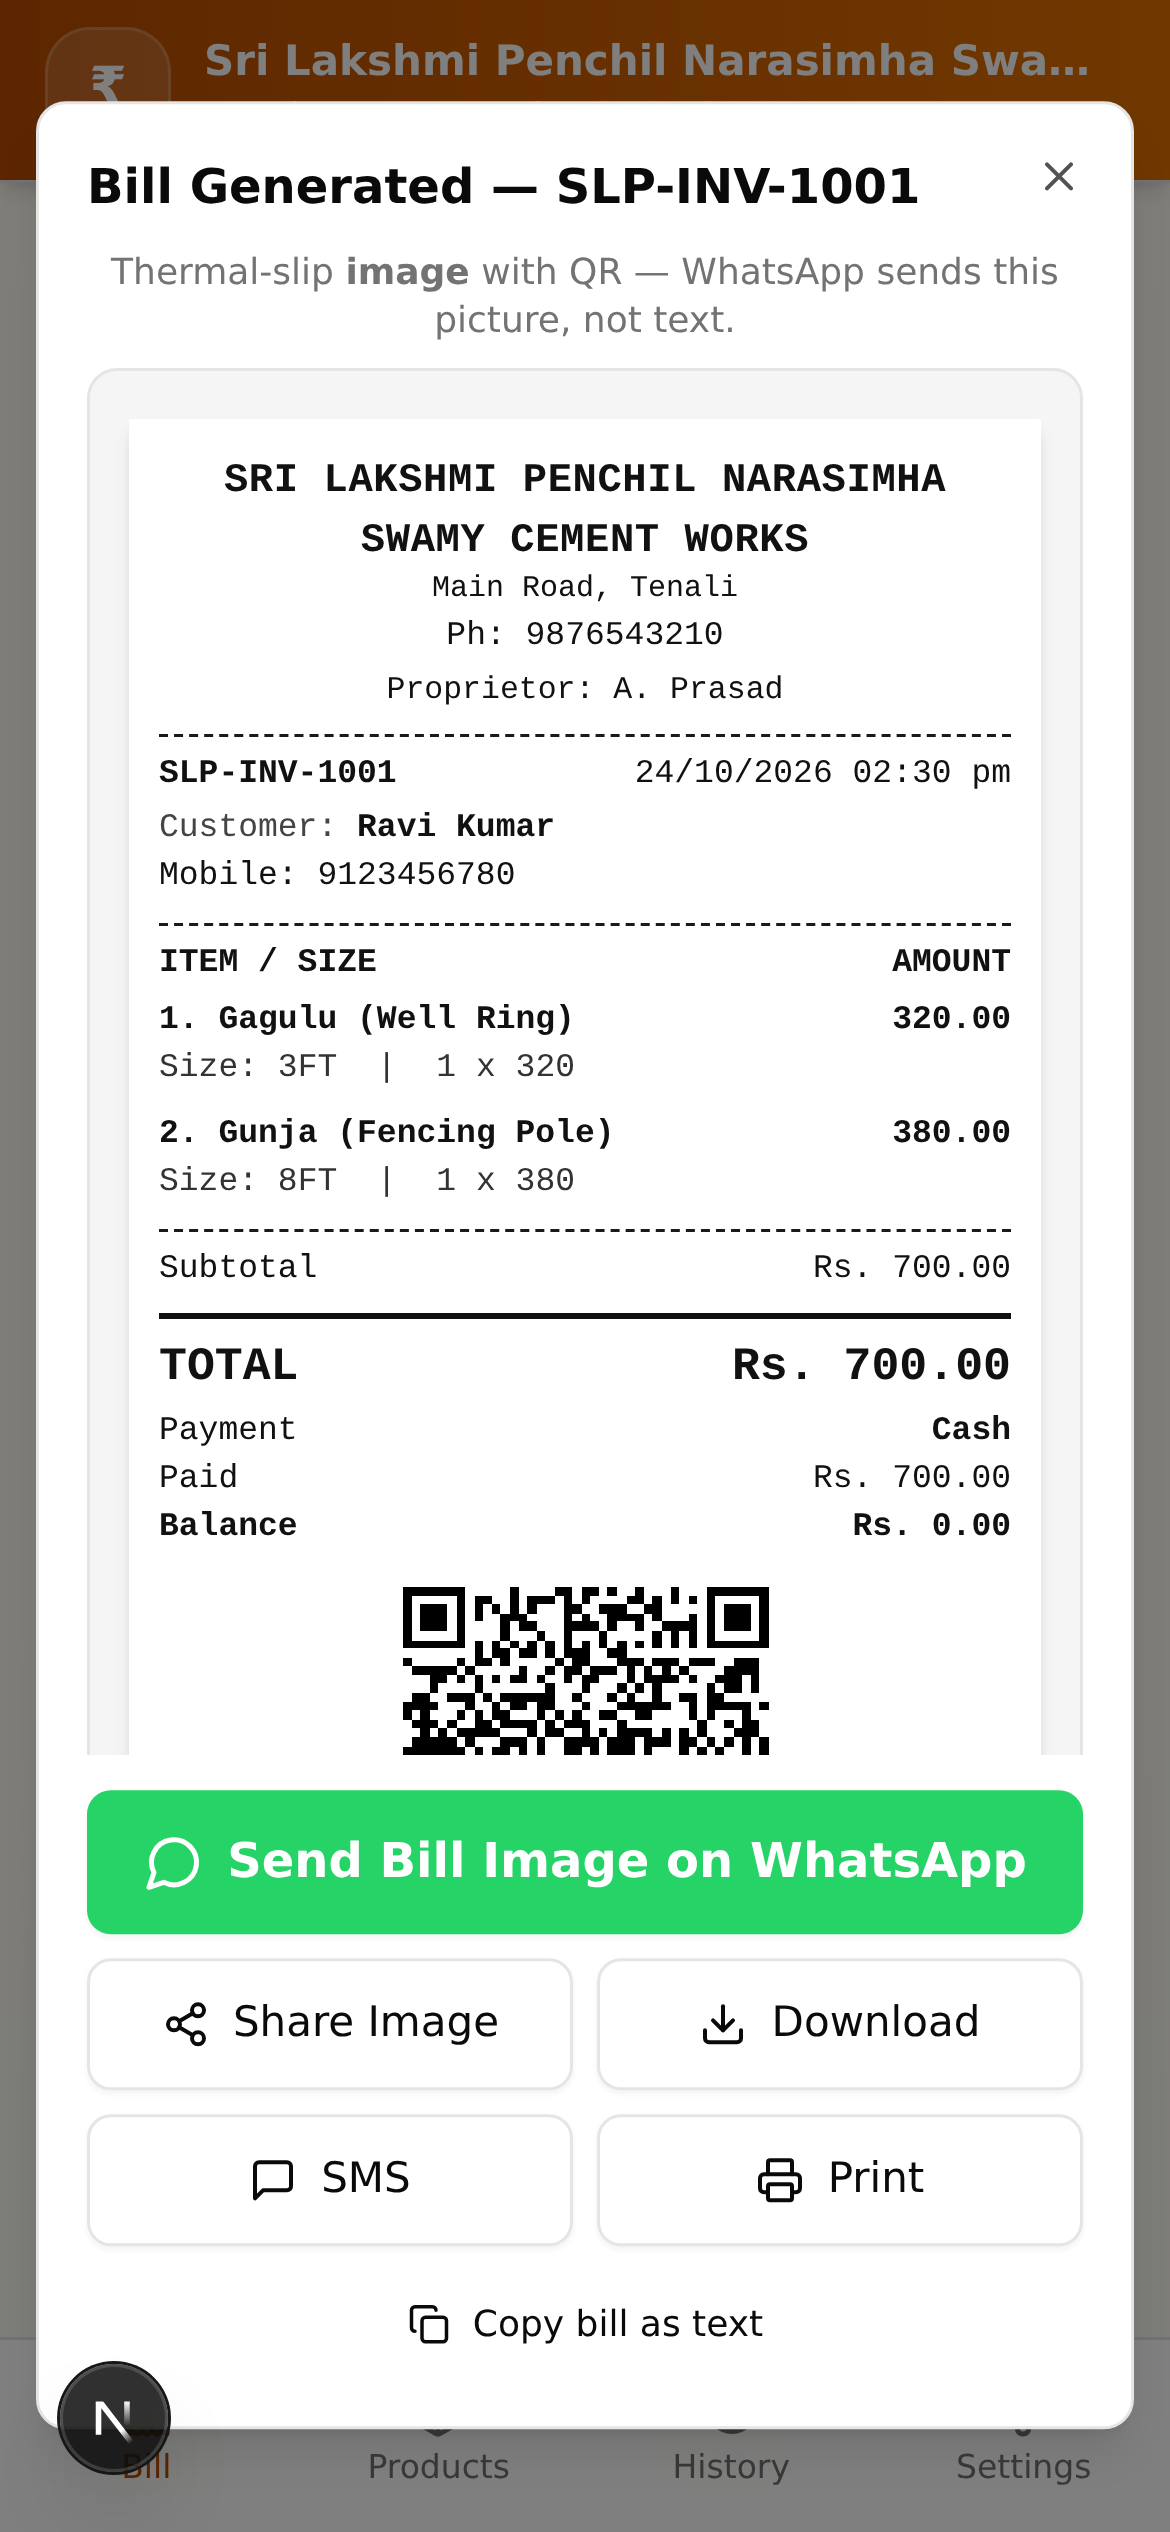 ₹
Sri Lakshmi Penchil Narasimha Swa...
Bill Generated — SLP-INV-1001
Thermal-slip image with QR — WhatsApp sends this
picture, not text.
SRI LAKSHMI PENCHIL NARASIMHA
SWAMY CEMENT WORKS
Main Road, Tenali
Ph: 9876543210
Proprietor: A. Prasad
SLP-INV-1001 24/10/2026 02:30 pm
Customer: Ravi Kumar
Mobile: 9123456780
ITEM / SIZE AMOUNT
1. Gagulu (Well Ring) 320.00
Size: 3FT | 1 x 320
2. Gunja (Fencing Pole) 380.00
Size: 8FT | 1 x 380
Subtotal Rs. 700.00
TOTAL Rs. 700.00
Payment Cash
Paid Rs. 700.00
Balance Rs. 0.00
Send Bill Image on WhatsApp
Share Image Download
SMS Print
Copy bill as text
N
Bill Products History Settings